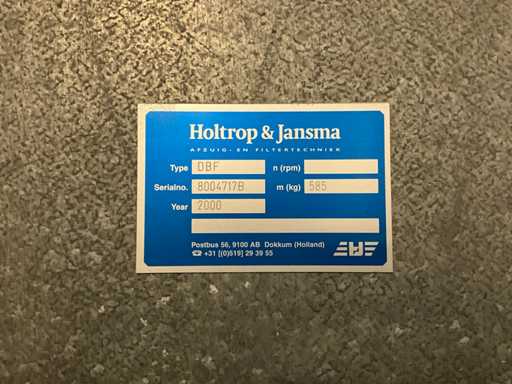 Holtrop & Jansma
AFZUIG- EN FILTERTECHNIEK
Type DBF n (rpm)
Serialno. 8004717B m (kg) 585
Year 2000
Postbus 56, 9100 AB Dokkum (Holland)
☎ +31 [(0)519] 29 39 55